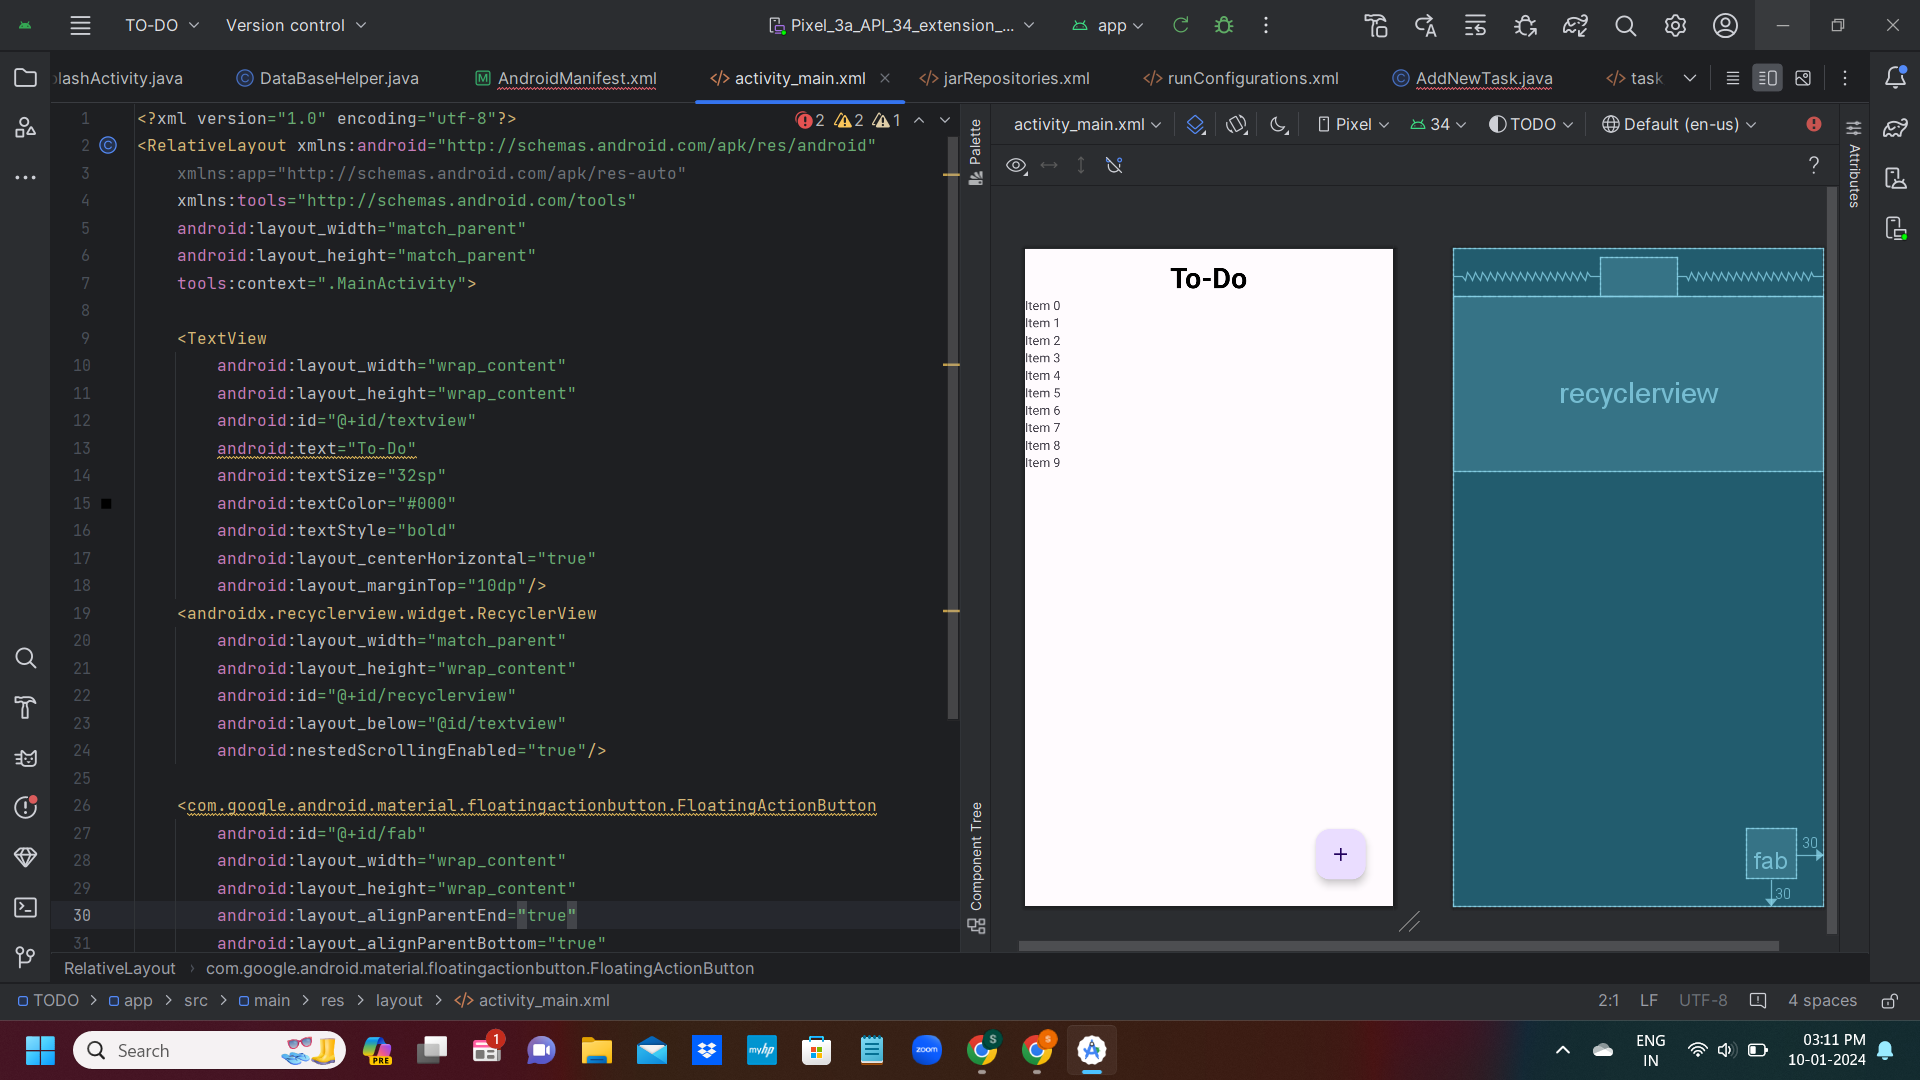 TO-DO
Version control
Pixel_3a_API_34_extension_...
app
lashActivity.java
DataBaseHelper.java
AndroidManifest.xml
activity_main.xml
jarRepositories.xml
runConfigurations.xml
AddNewTask.java
task
1 <?xml version="1.0" encoding="utf-8"?>
2 2 1
2 <RelativeLayout xmlns:android="http://schemas.android.com/apk/res/android"
3 xmlns:app="http://schemas.android.com/apk/res-auto"
4 xmlns:tools="http://schemas.android.com/tools"
5 android:layout_width="match_parent"
6 android:layout_height="match_parent"
7 tools:context=".MainActivity">
8
9 <TextView
10 android:layout_width="wrap_content"
11 android:layout_height="wrap_content"
12 android:id="@+id/textview"
13 android:text="To-Do"
14 android:textSize="32sp"
15 android:textColor="#000"
16 android:textStyle="bold"
17 android:layout_centerHorizontal="true"
18 android:layout_marginTop="10dp"/>
19 <androidx.recyclerview.widget.RecyclerView
20 android:layout_width="match_parent"
21 android:layout_height="wrap_content"
22 android:id="@+id/recyclerview"
23 android:layout_below="@id/textview"
24 android:nestedScrollingEnabled="true"/>
25
26 <com.google.android.material.floatingactionbutton.FloatingActionButton
27 android:id="@+id/fab"
28 android:layout_width="wrap_content"
29 android:layout_height="wrap_content"
30 android:layout_alignParentEnd="true"
31 android:layout_alignParentBottom="true"
Palette
Component Tree
activity_main.xml
Pixel
34
TODO
Default (en-us)
?
Attributes
To-Do
Item 0
Item 1
Item 2
Item 3
Item 4
Item 5
Item 6
Item 7
Item 8
Item 9
+
recyclerview
fab
30
30
RelativeLayout › com.google.android.material.floatingactionbutton.FloatingActionButton
TODO > app > src > main > res > layout > activity_main.xml
2:1 LF UTF-8 4 spaces
Search
PRE
1
myhp
zoom
S
S
ENG
IN
03:11 PM
10-01-2024